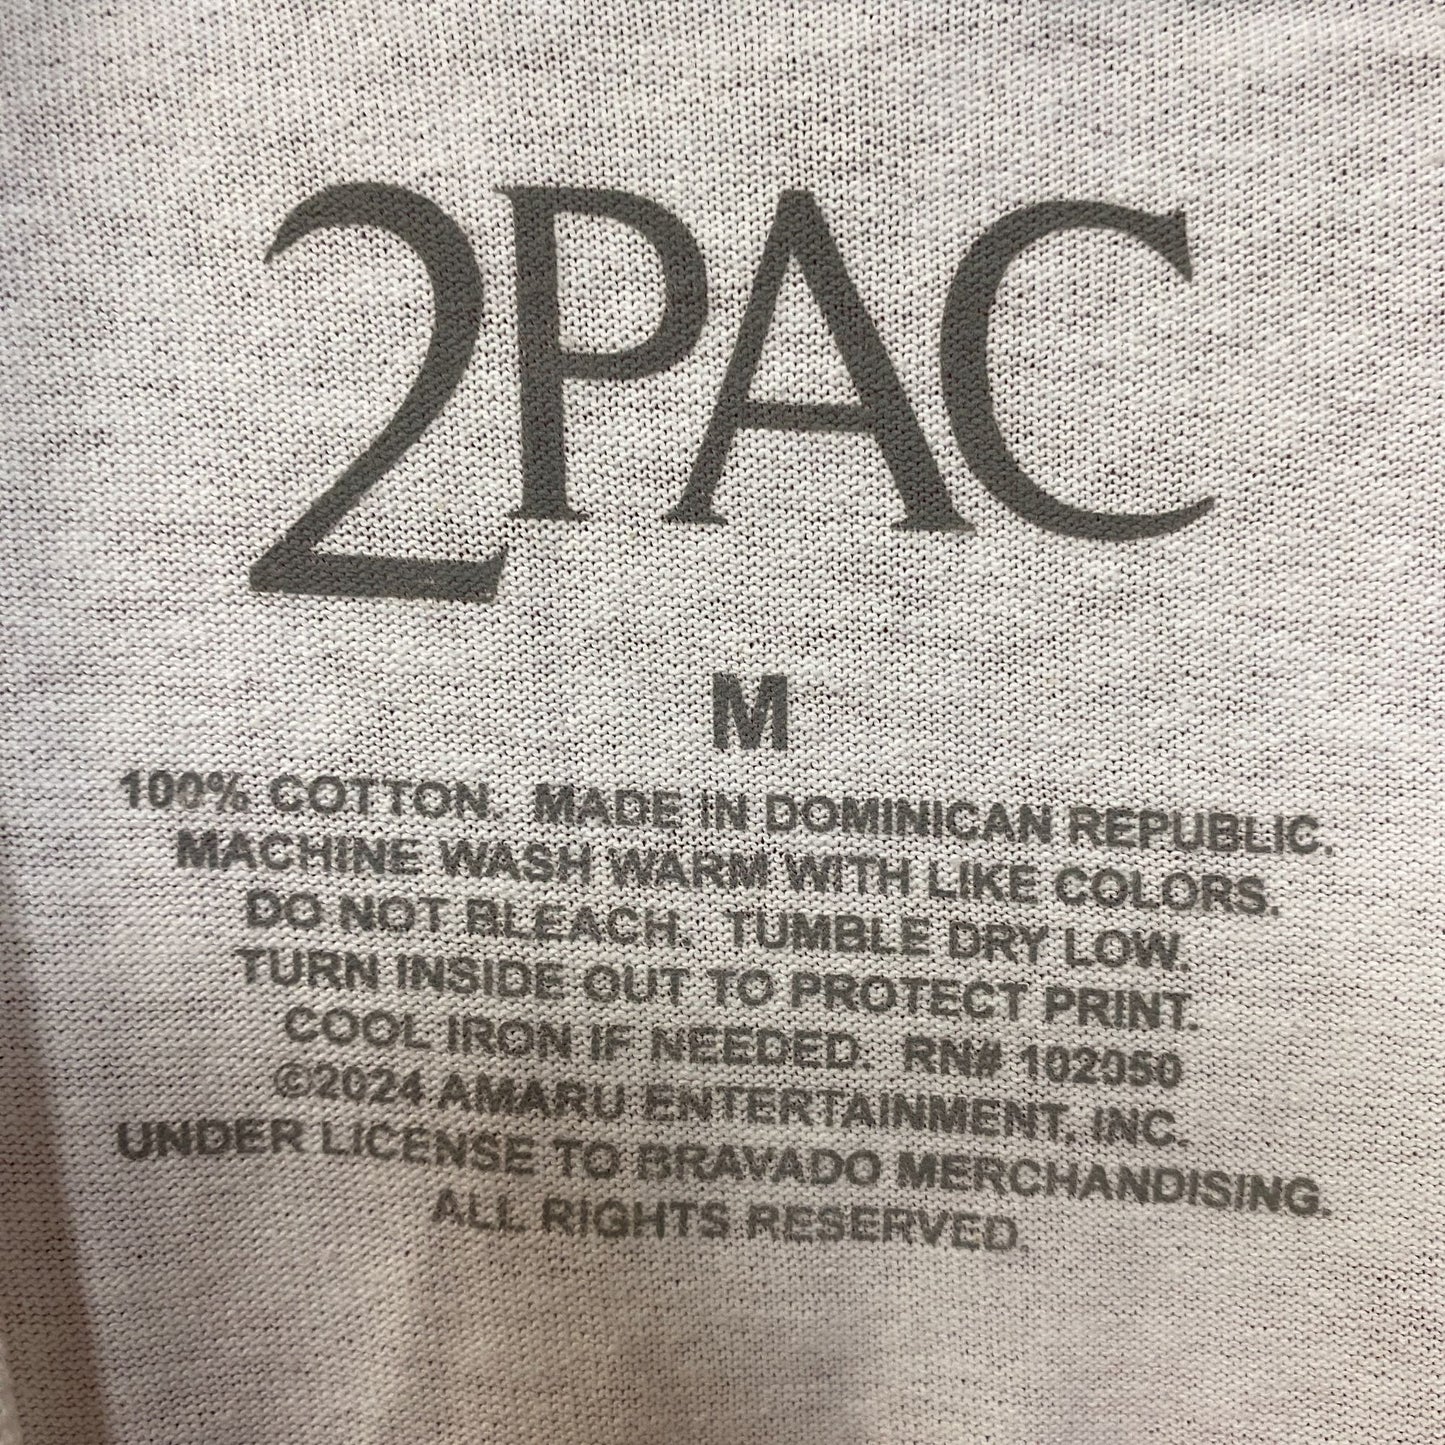 2PAC
M
100% COTTON. MADE IN DOMINICAN REPUBLIC.
MACHINE WASH WARM WITH LIKE COLORS.
DO NOT BLEACH. TUMBLE DRY LOW.
TURN INSIDE OUT TO PROTECT PRINT.
COOL IRON IF NEEDED. RN# 102050
©2024 AMARU ENTERTAINMENT, INC.
UNDER LICENSE TO BRAVADO MERCHANDISING.
ALL RIGHTS RESERVED.